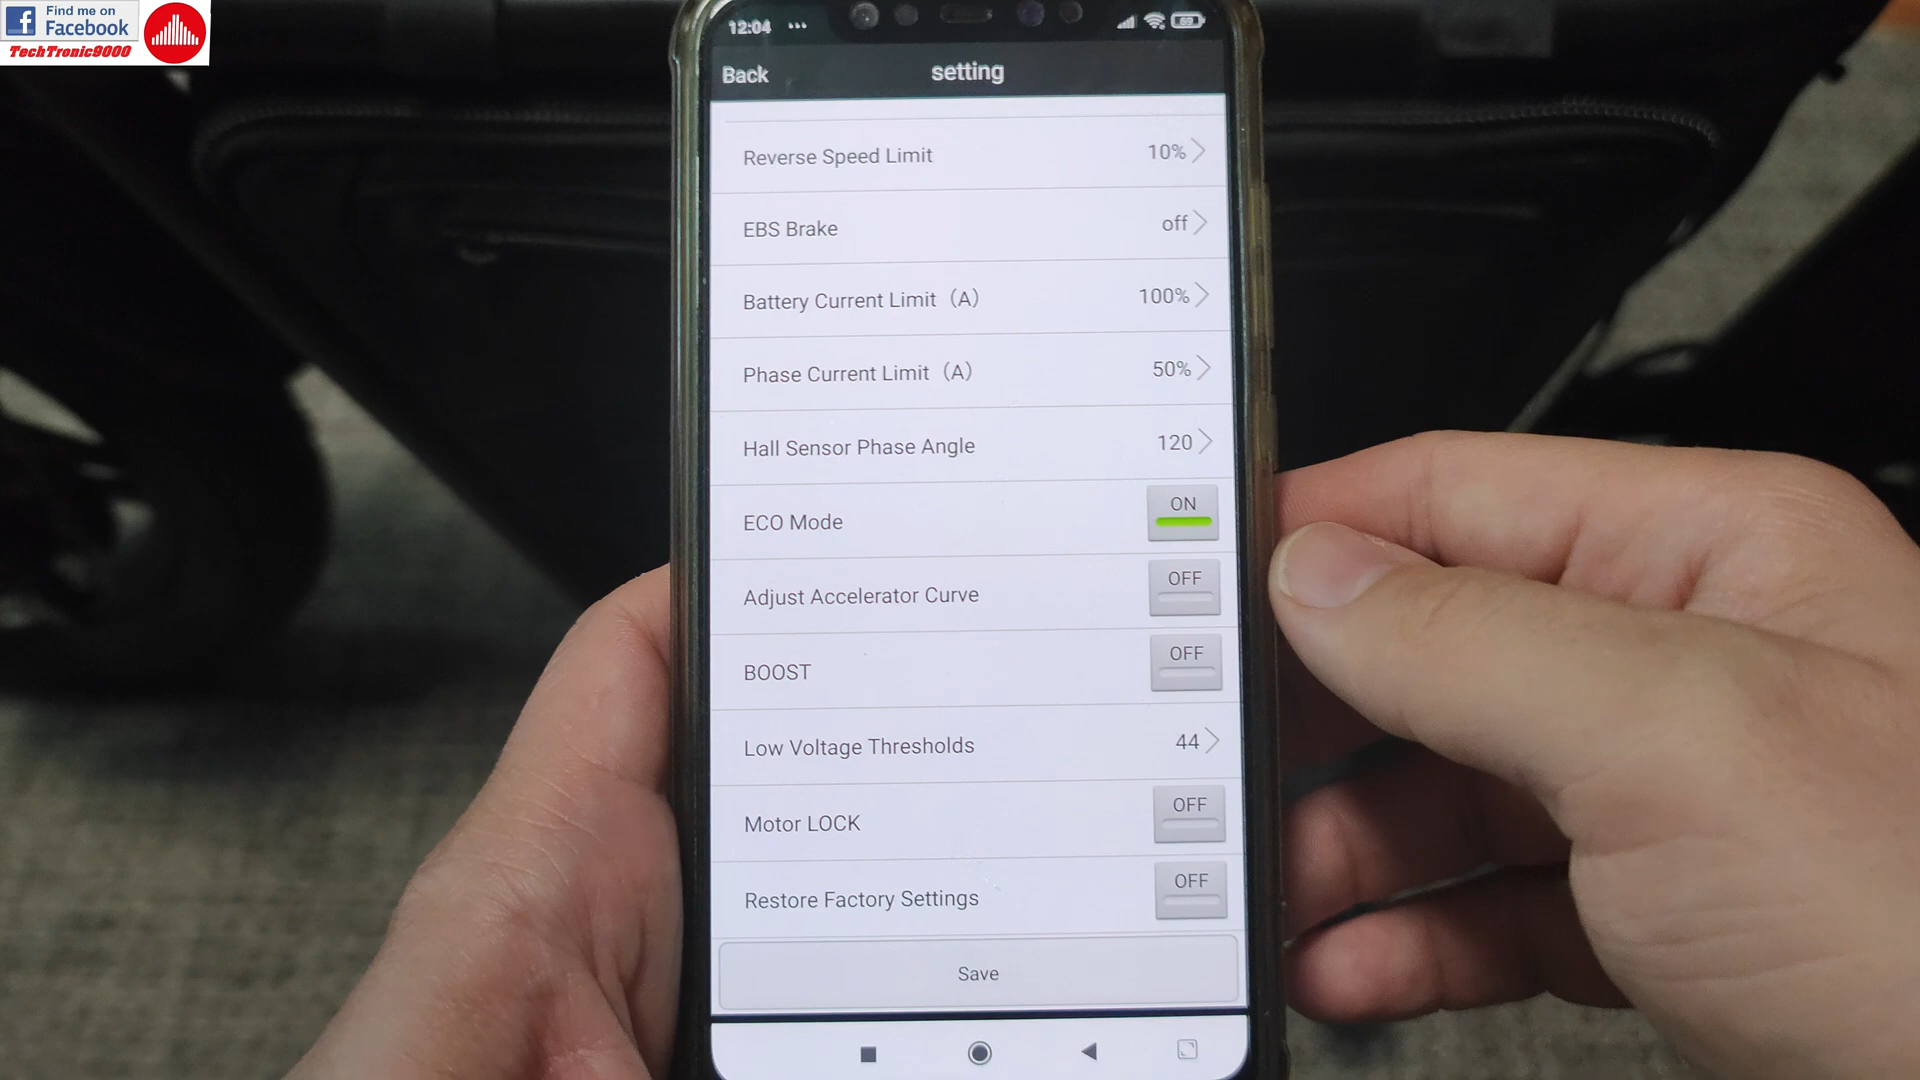 Find me on
Facebook
TechTronic9000
12:04 ...
69
Back
setting
Reverse Speed Limit 10%
EBS Brake off
Battery Current Limit（A） 100%
Phase Current Limit（A） 50%
Hall Sensor Phase Angle 120
ECO Mode ON
Adjust Accelerator Curve OFF
BOOST OFF
Low Voltage Thresholds 44
Motor LOCK OFF
Restore Factory Settings OFF
Save